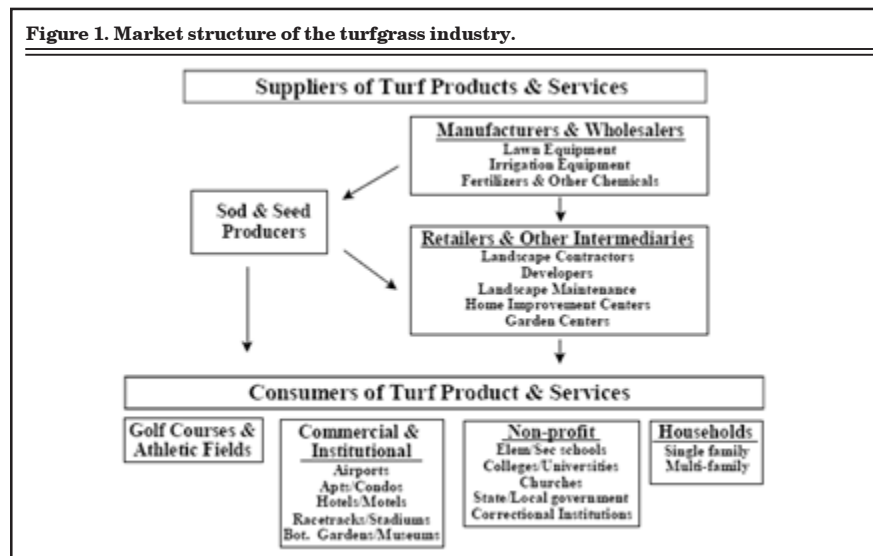 Figure 1. Market structure of the turfgrass industry.
Suppliers of Turf Products & Services
Manufacturers & Wholesalers
Lawn Equipment
Irrigation Equipment
Fertilizers & Other Chemicals
Sod & Seed
Producers
Retailers & Other Intermediaries
Landscape Contractors
Developers
Landscape Maintenance
Home Improvement Centers
Garden Centers
Consumers of Turf Product & Services
Golf Courses &
Athletic Fields
Commercial &
Institutional
Airports
Apts/Condos
Hotels/Motels
Racetracks/Stadiums
Bot. Gardens/Museums
Non-profit
Elem/Sec schools
Colleges/Universities
Churches
State/Local government
Correctional Institutions
Households
Single family
Multi-family